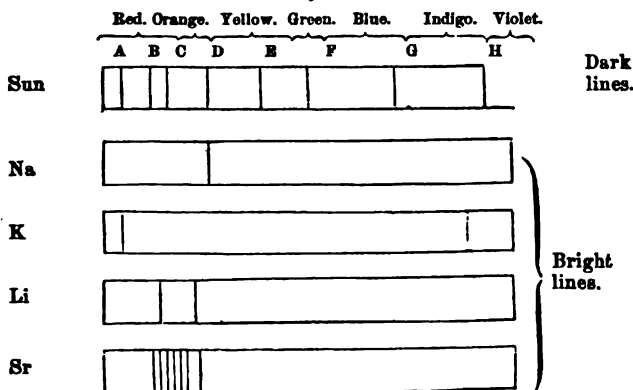 Red. Orange. Yellow. Green. Blue. Indigo. Violet.
A B C D E F G H
Sun
Dark
lines.
Na
K
Bright
lines.
Li
Sr